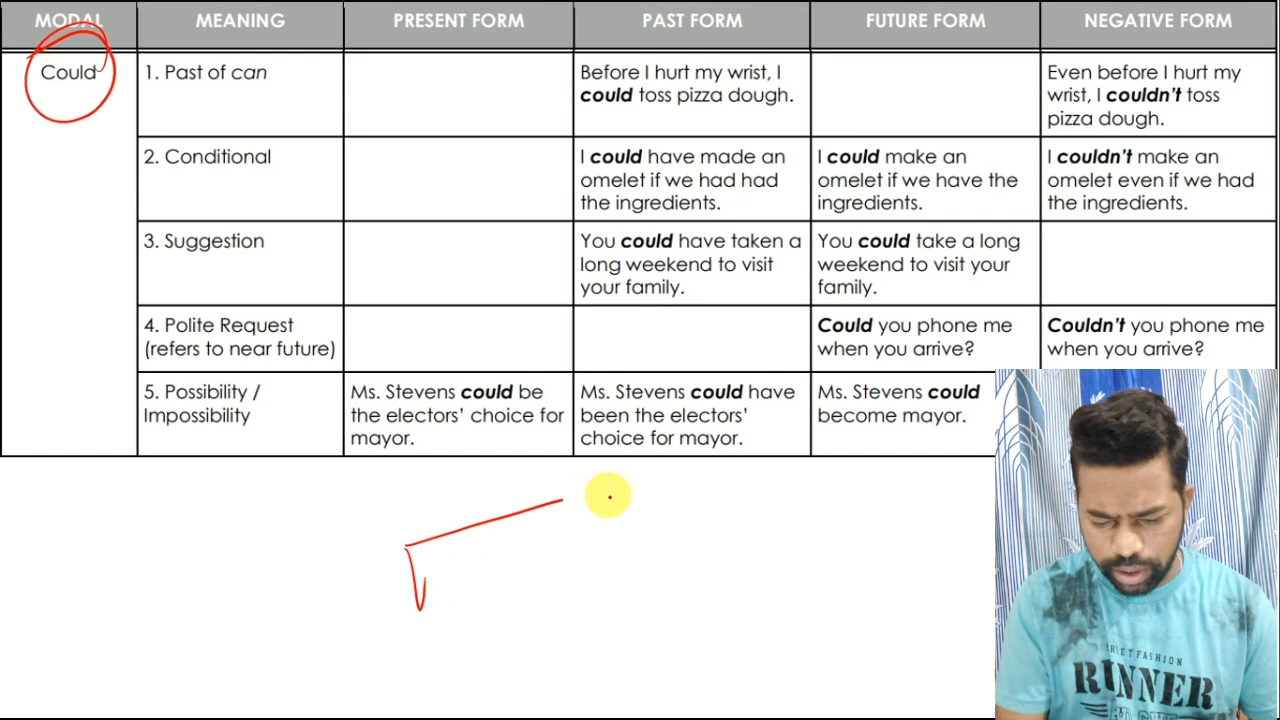 MODAL MEANING PRESENT FORM PAST FORM FUTURE FORM NEGATIVE FORM
Could
1. Past of can
Before I hurt my wrist, I
could toss pizza dough.
Even before I hurt my
wrist, I couldn't toss
pizza dough.
2. Conditional
I could have made an
omelet if we had had
the ingredients.
I could make an
omelet if we have the
ingredients.
I couldn't make an
omelet even if we had
the ingredients.
3. Suggestion
You could have taken a
long weekend to visit
your family.
You could take a long
weekend to visit your
family.
4. Polite Request
(refers to near future)
Could you phone me
when you arrive?
Couldn't you phone me
when you arrive?
5. Possibility /
Impossibility
Ms. Stevens could be
the electors' choice for
mayor.
Ms. Stevens could have
been the electors'
choice for mayor.
Ms. Stevens could
become mayor.
FASHION
RUNNER